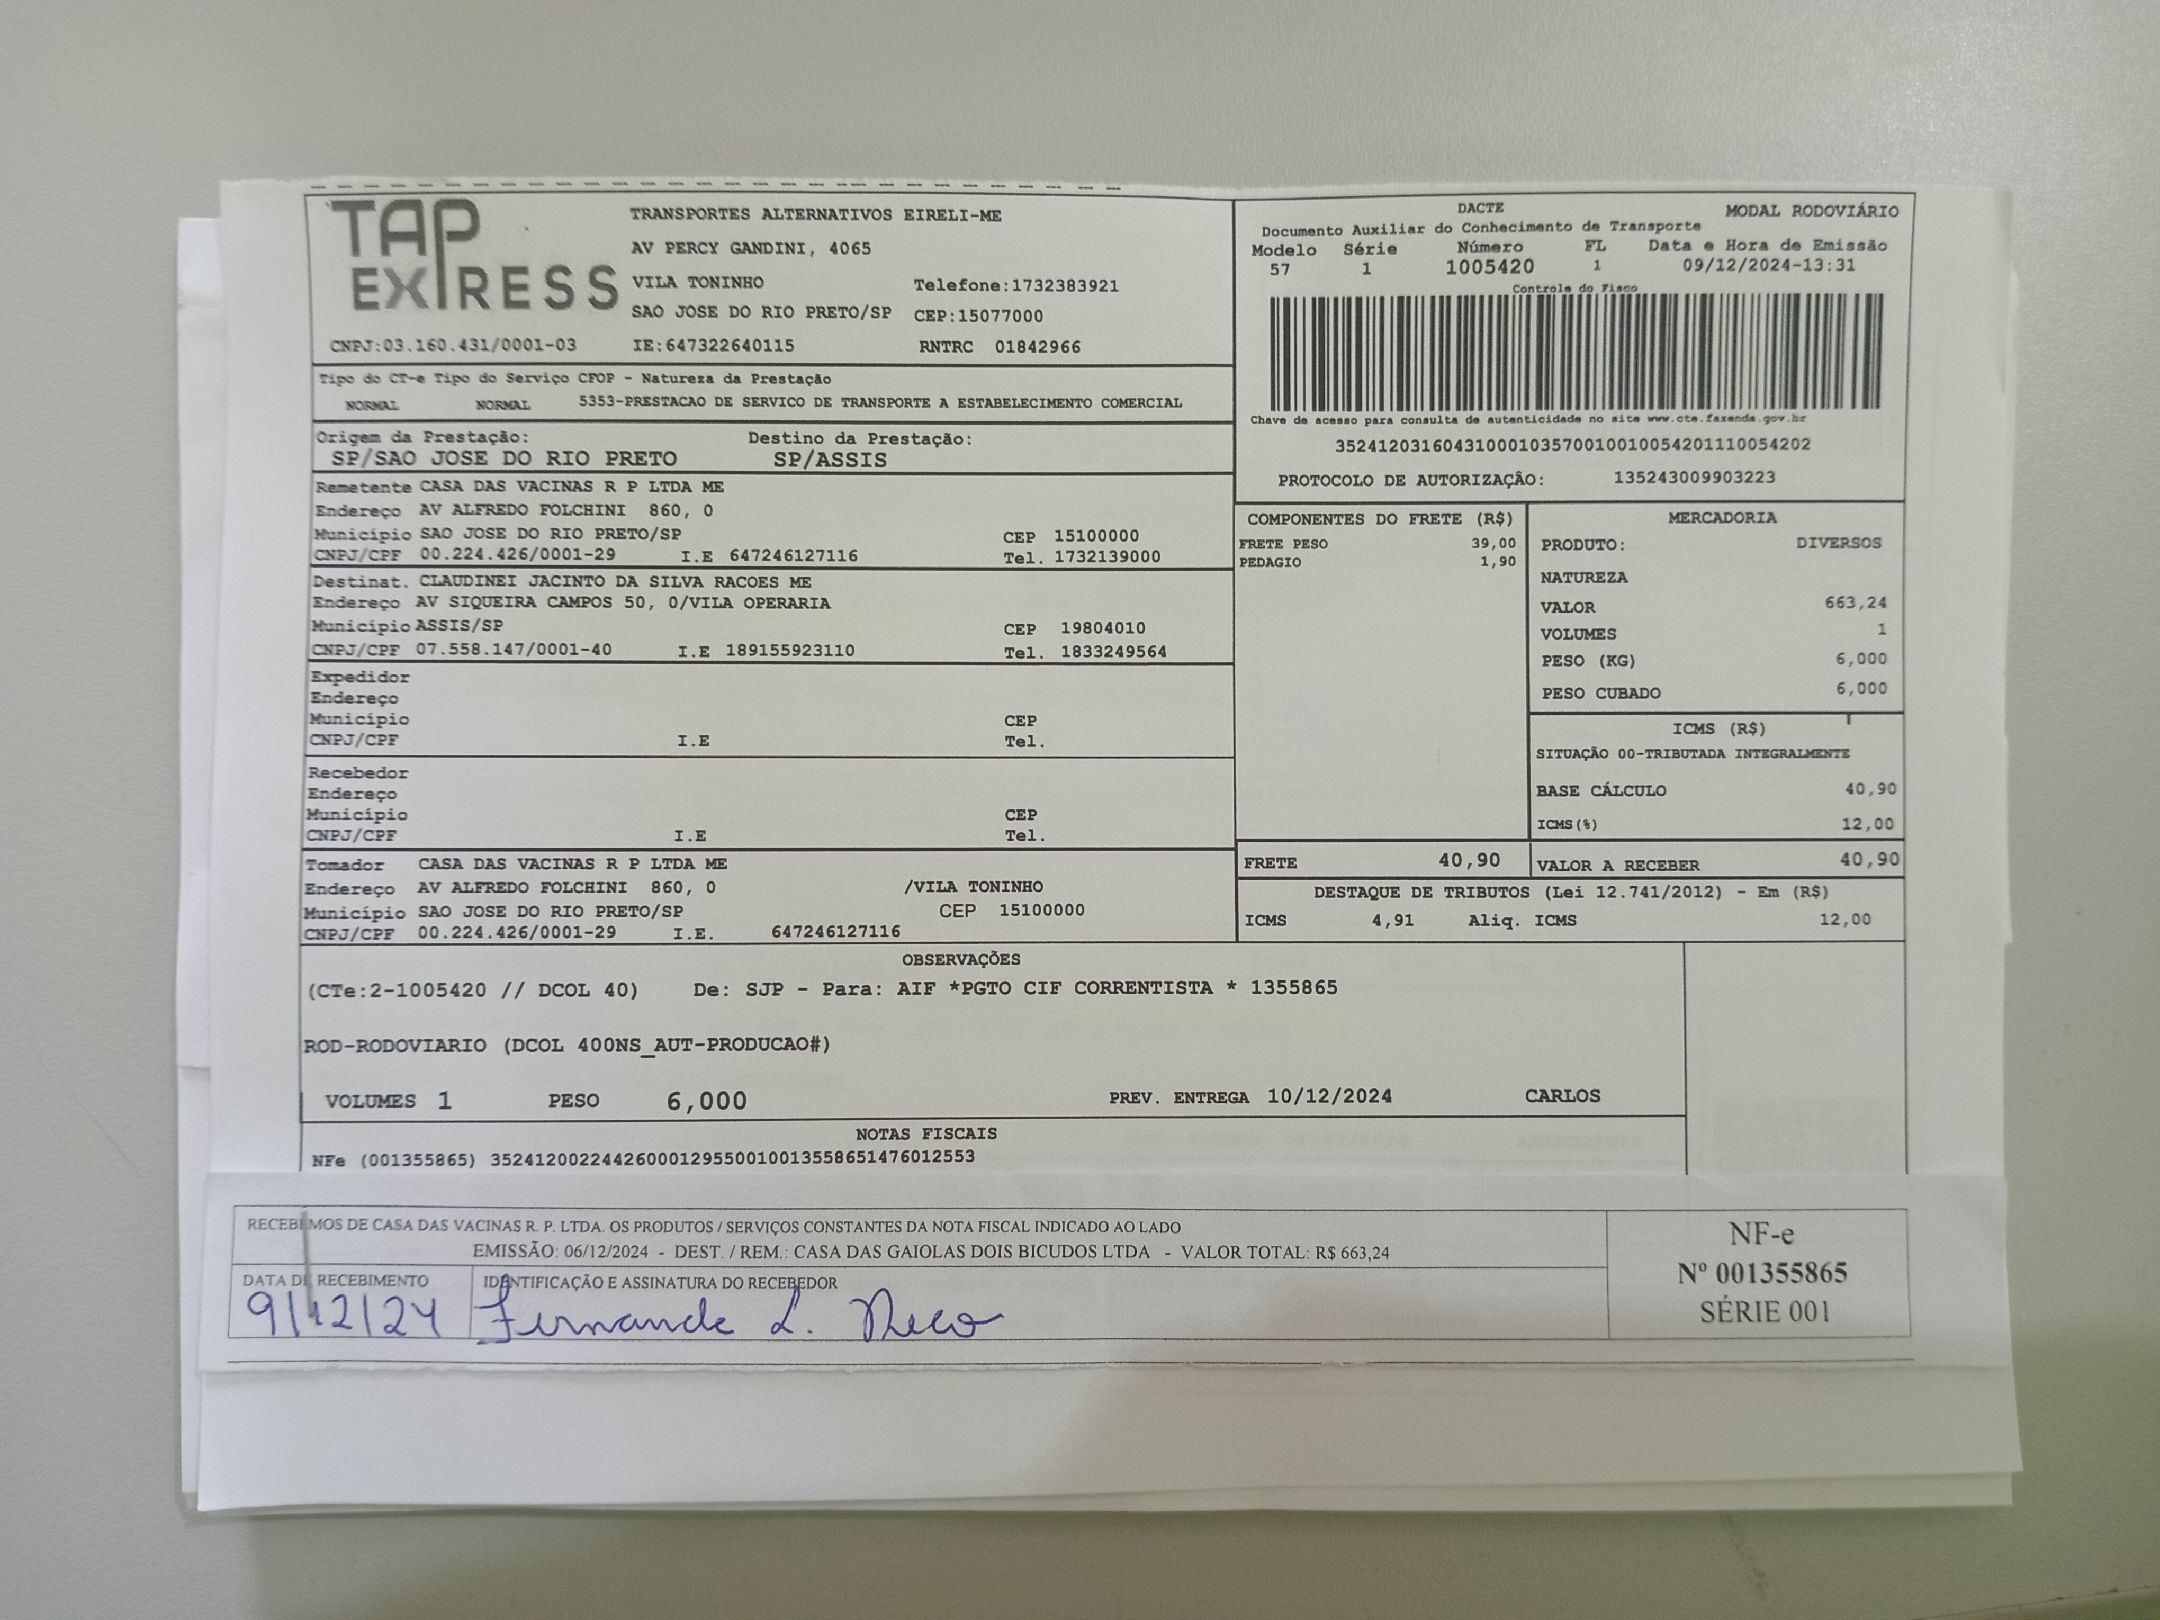 TAP EXPRESS
TRANSPORTES ALTERNATIVOS EIRELI-ME
AV PERCY GANDINI, 4065
VILA TONINHO Telefone:1732383921
SAO JOSE DO RIO PRETO/SP CEP:15077000
CNPJ:03.160.431/0001-03 IE:647322640115 RNTRC 01842966
DACTE MODAL RODOVIÁRIO
Documento Auxiliar do Conhecimento de Transporte
Modelo Série Número FL Data e Hora de Emissão
57 1 1005420 1 09/12/2024-13:31
Controle do Fisco
Chave de acesso para consulta de autenticidade no site www.cte.fazenda.gov.br
35241203160431000103570010010054201110054202
PROTOCOLO DE AUTORIZAÇÂO: 135243009903223
Tipo do CT-e Tipo do Serviço CFOP - Natureza da Prestação
NORMAL NORMAL 5353-PRESTACAO DE SERVICO DE TRANSPORTE A ESTABELECIMENTO COMERCIAL
Origem da Prestação: Destino da Prestação:
SP/SAO JOSE DO RIO PRETO SP/ASSIS
Remetente CASA DAS VACINAS R P LTDA ME
Endereço AV ALFREDO FOLCHINI 860, 0
Município SAO JOSE DO RIO PRETO/SP CEP 15100000
CNPJ/CPF 00.224.426/0001-29 I.E 647246127116 Tel. 1732139000
Destinat. CLAUDINEI JACINTO DA SILVA RACOES ME
Endereço AV SIQUEIRA CAMPOS 50, 0/VILA OPERARIA
Município ASSIS/SP CEP 19804010
CNPJ/CPF 07.558.147/0001-40 I.E 189155923110 Tel. 1833249564
Expedidor
Endereço
Município CEP
CNPJ/CPF I.E Tel.
Recebedor
Endereço
Município CEP
CNPJ/CPF I.E Tel.
Tomador CASA DAS VACINAS R P LTDA ME
Endereço AV ALFREDO FOLCHINI 860, 0 /VILA TONINHO
Município SAO JOSE DO RIO PRETO/SP CEP 15100000
CNPJ/CPF 00.224.426/0001-29 I.E. 647246127116
COMPONENTES DO FRETE (R$)
FRETE PESO 39,00
PEDAGIO 1,90
MERCADORIA
PRODUTO: DIVERSOS
NATUREZA
VALOR 663,24
VOLUMES 1
PESO (KG) 6,000
PESO CUBADO 6,000
ICMS (R$)
SITUAÇÃO 00-TRIBUTADA INTEGRALMENTE
BASE CÁLCULO 40,90
ICMS(%) 12,00
FRETE 40,90 VALOR A RECEBER 40,90
DESTAQUE DE TRIBUTOS (Lei 12.741/2012) - Em (R$)
ICMS 4,91 Aliq. ICMS 12,00
OBSERVAÇÕES
(CTe:2-1005420 // DCOL 40) De: SJP - Para: AIF *PGTO CIF CORRENTISTA * 1355865
ROD-RODOVIARIO (DCOL 400NS_AUT-PRODUCAO#)
VOLUMES 1 PESO 6,000 PREV. ENTREGA 10/12/2024 CARLOS
NOTAS FISCAIS
NFe (001355865) 35241200224426000129550010013558651476012553
RECEBEMOS DE CASA DAS VACINAS R. P. LTDA. OS PRODUTOS / SERVIÇOS CONSTANTES DA NOTA FISCAL INDICADO AO LADO
EMISSÃO: 06/12/2024 - DEST. / REM.: CASA DAS GAIOLAS DOIS BICUDOS LTDA - VALOR TOTAL: R$ 663,24
DATA DE RECEBIMENTO IDENTIFICAÇÃO E ASSINATURA DO RECEBEDOR
9/12/24 Fernande L. Neco
NF-e
Nº 001355865
SÉRIE 001